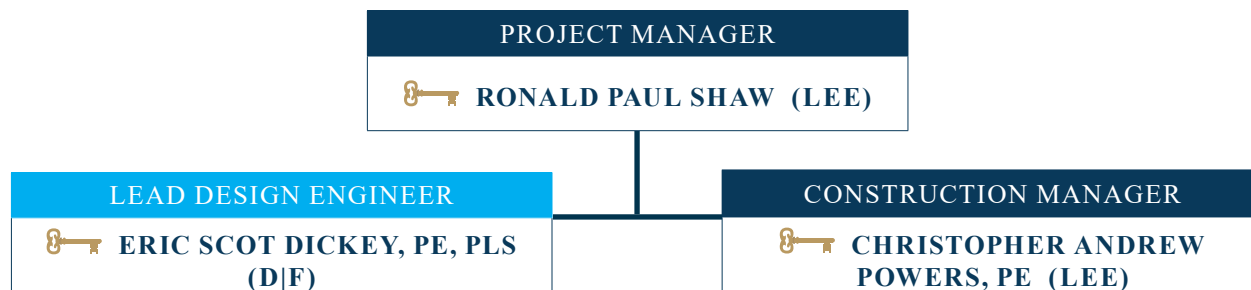 PROJECT MANAGER
RONALD PAUL SHAW (LEE)
LEAD DESIGN ENGINEER
ERIC SCOT DICKEY, PE, PLS
(D|F)
CONSTRUCTION MANAGER
CHRISTOPHER ANDREW
POWERS, PE (LEE)